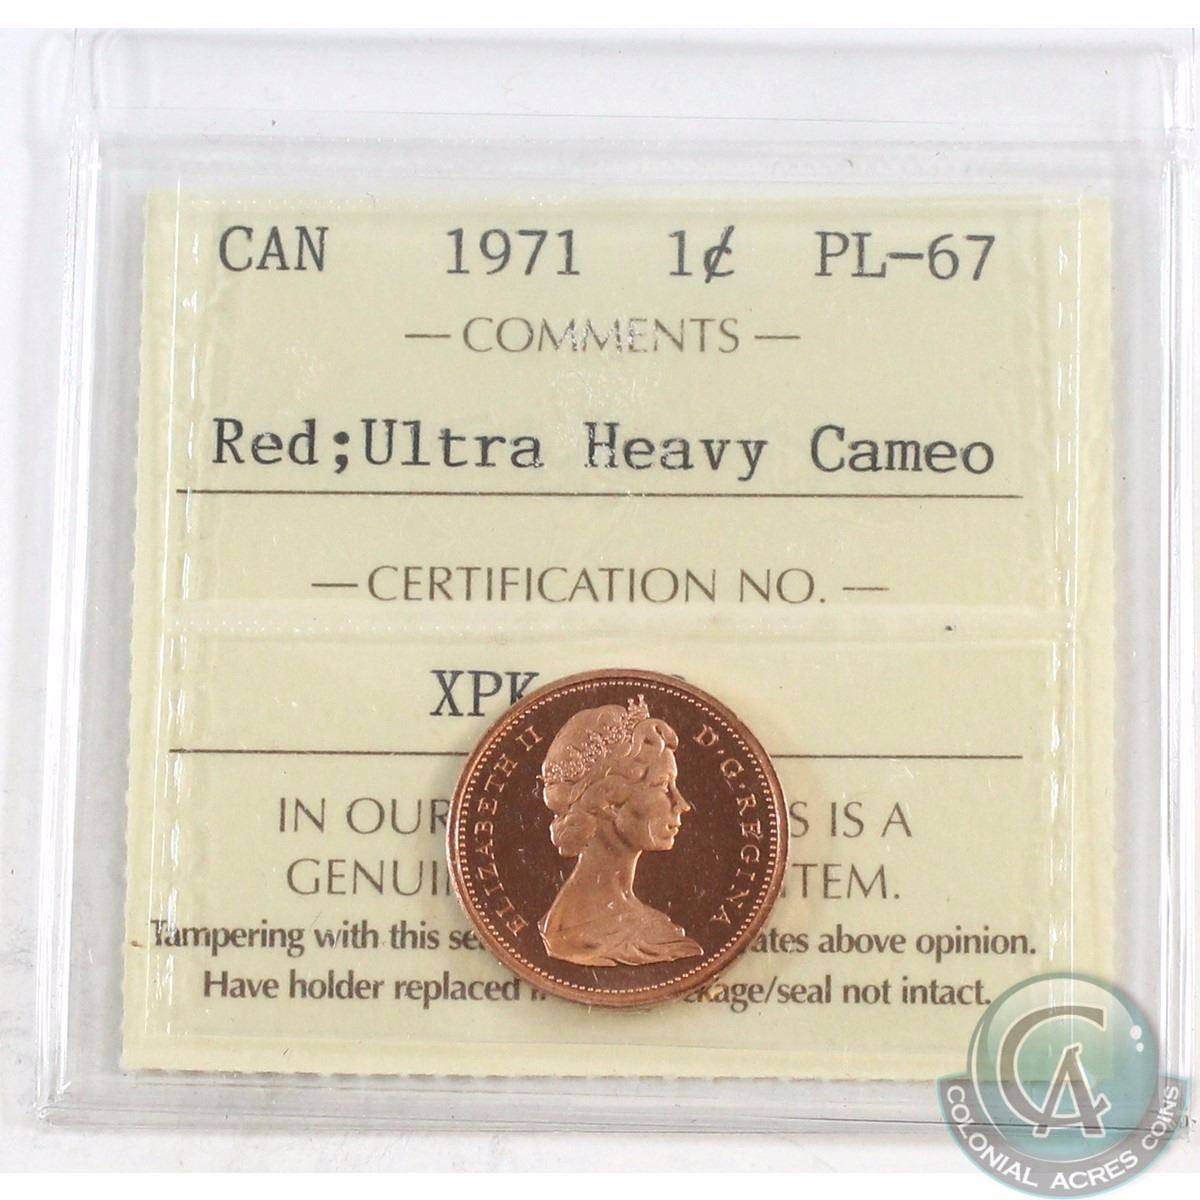 CAN 1971 1¢ PL-67
— COMMENTS —
Red;Ultra Heavy Cameo
— CERTIFICATION NO. —
XPK
IN OUR S IS A
GENUI TEM.
Tampering with this se ates above opinion.
Have holder replaced kage/seal not intact.
ELIZABETH II D·G·REGINA
CA
COLONIAL ACRES COINS